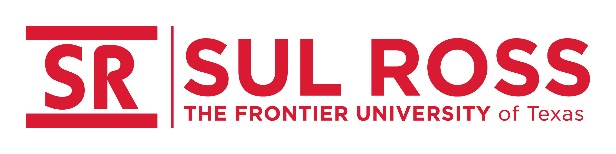 SR
SUL ROSS
THE FRONTIER UNIVERSITY of Texas